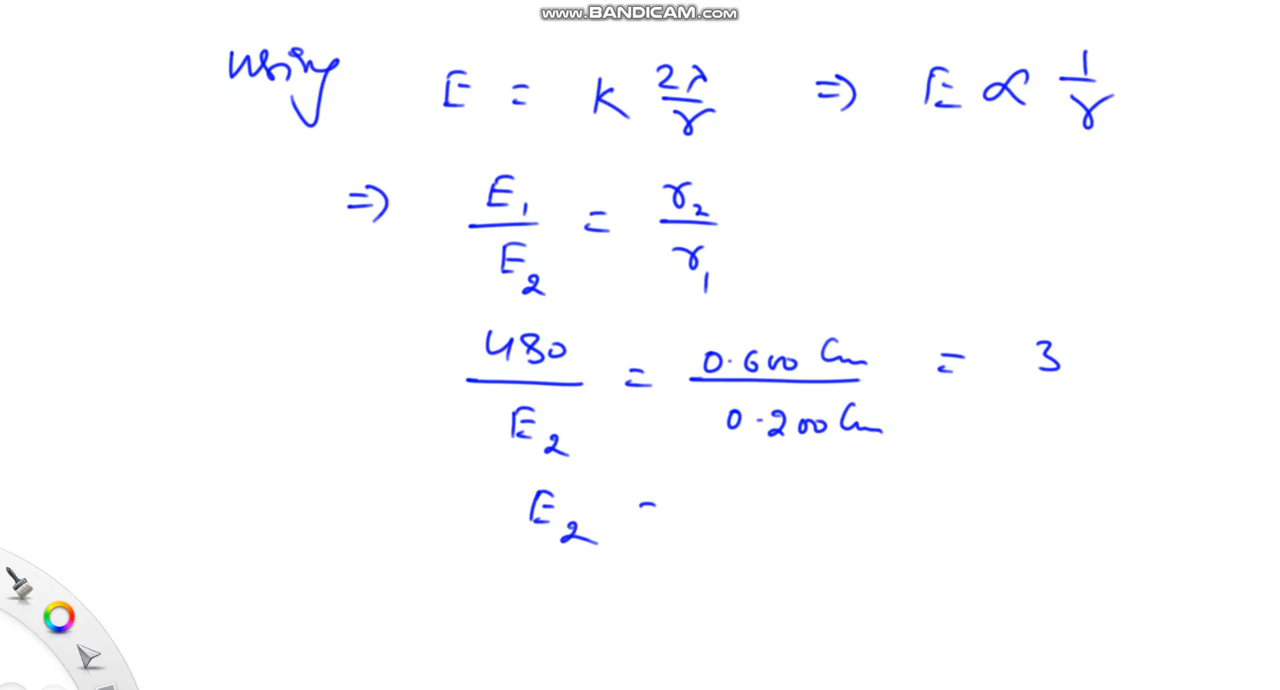 www.BANDICAM.com
using E = k 2λ/r ⇒ E ∝ 1/r
⇒ E₁/E₂ = r₂/r₁
480/E₂ = 0.600 Cm/0.200 Cm = 3
E₂ -